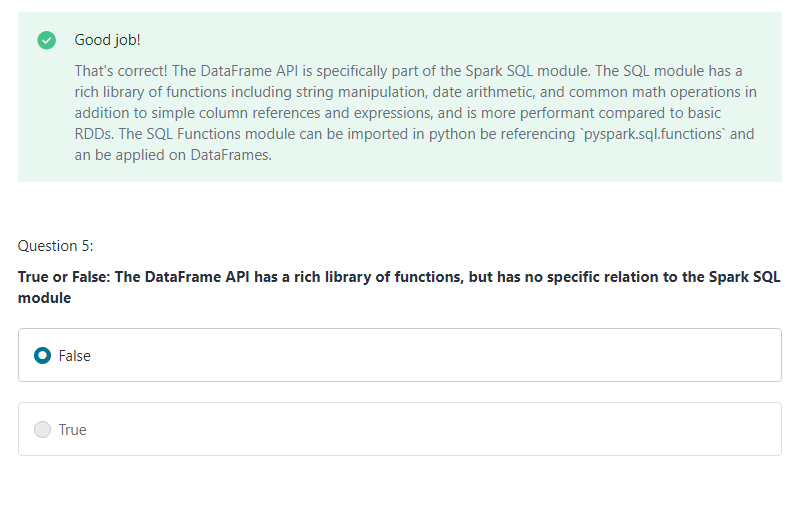 Good job!
That's correct! The DataFrame API is specifically part of the Spark SQL module. The SQL module has a
rich library of functions including string manipulation, date arithmetic, and common math operations in
addition to simple column references and expressions, and is more performant compared to basic
RDDs. The SQL Functions module can be imported in python be referencing `pyspark.sql.functions` and
an be applied on DataFrames.
Question 5:
True or False: The DataFrame API has a rich library of functions, but has no specific relation to the Spark SQL
module
False
True